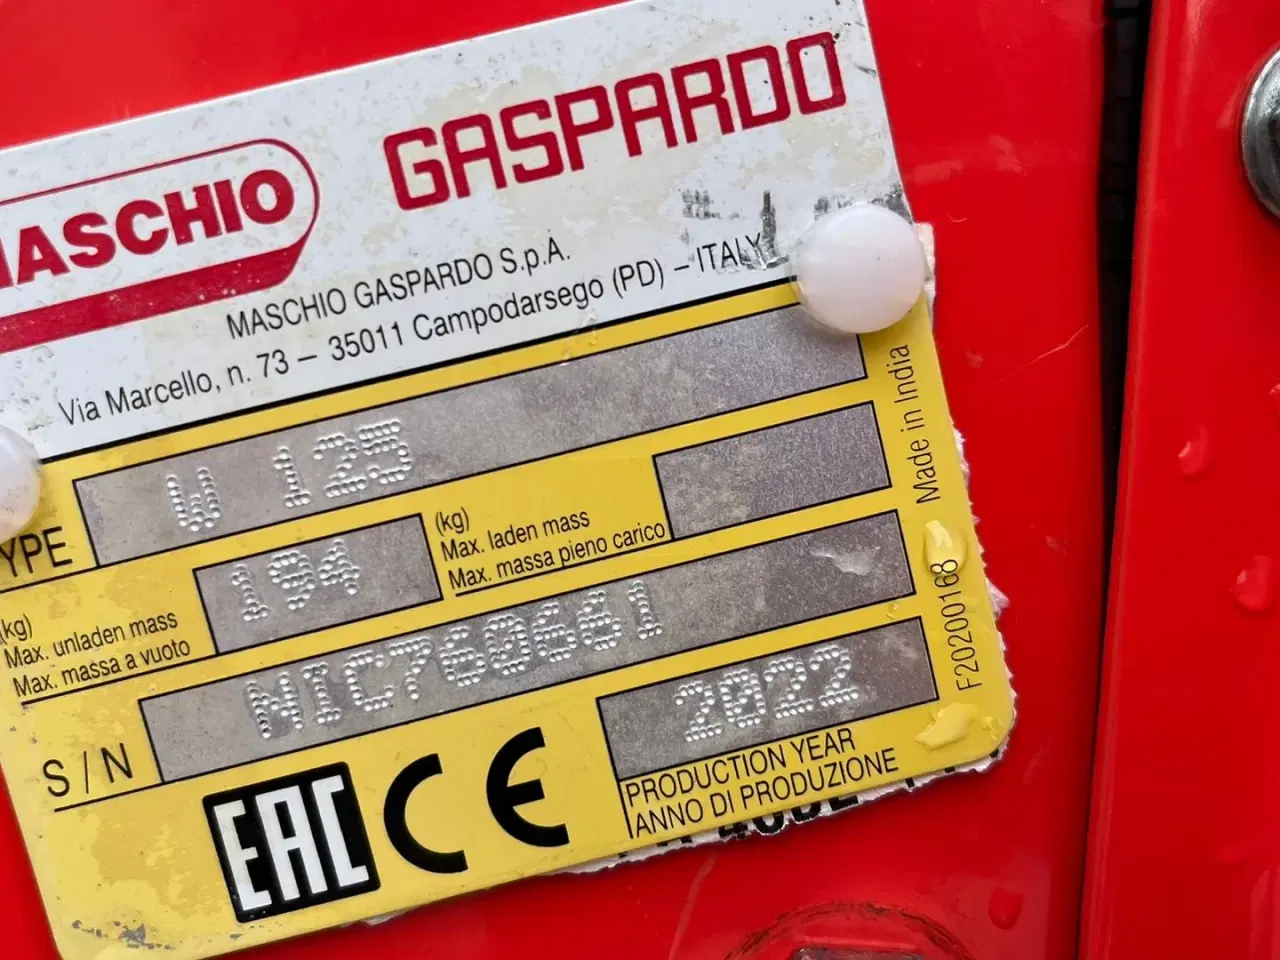 MASCHIO GASPARDO
MASCHIO GASPARDO S.p.A.
Via Marcello, n. 73 – 35011 Campodarsego (PD) – ITALY
TYPE W 125
(kg)
Max. unladen mass
Max. massa a vuoto
194
(kg)
Max. laden mass
Max. massa pieno carico
S/N NIC760661
EAC CE
2022
PRODUCTION YEAR
ANNO DI PRODUZIONE
Made in India
F20200168